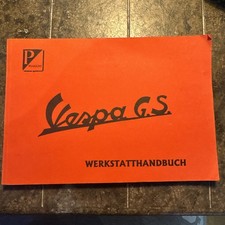 P
Vespa G.S.
WERKSTATTHANDBUCH